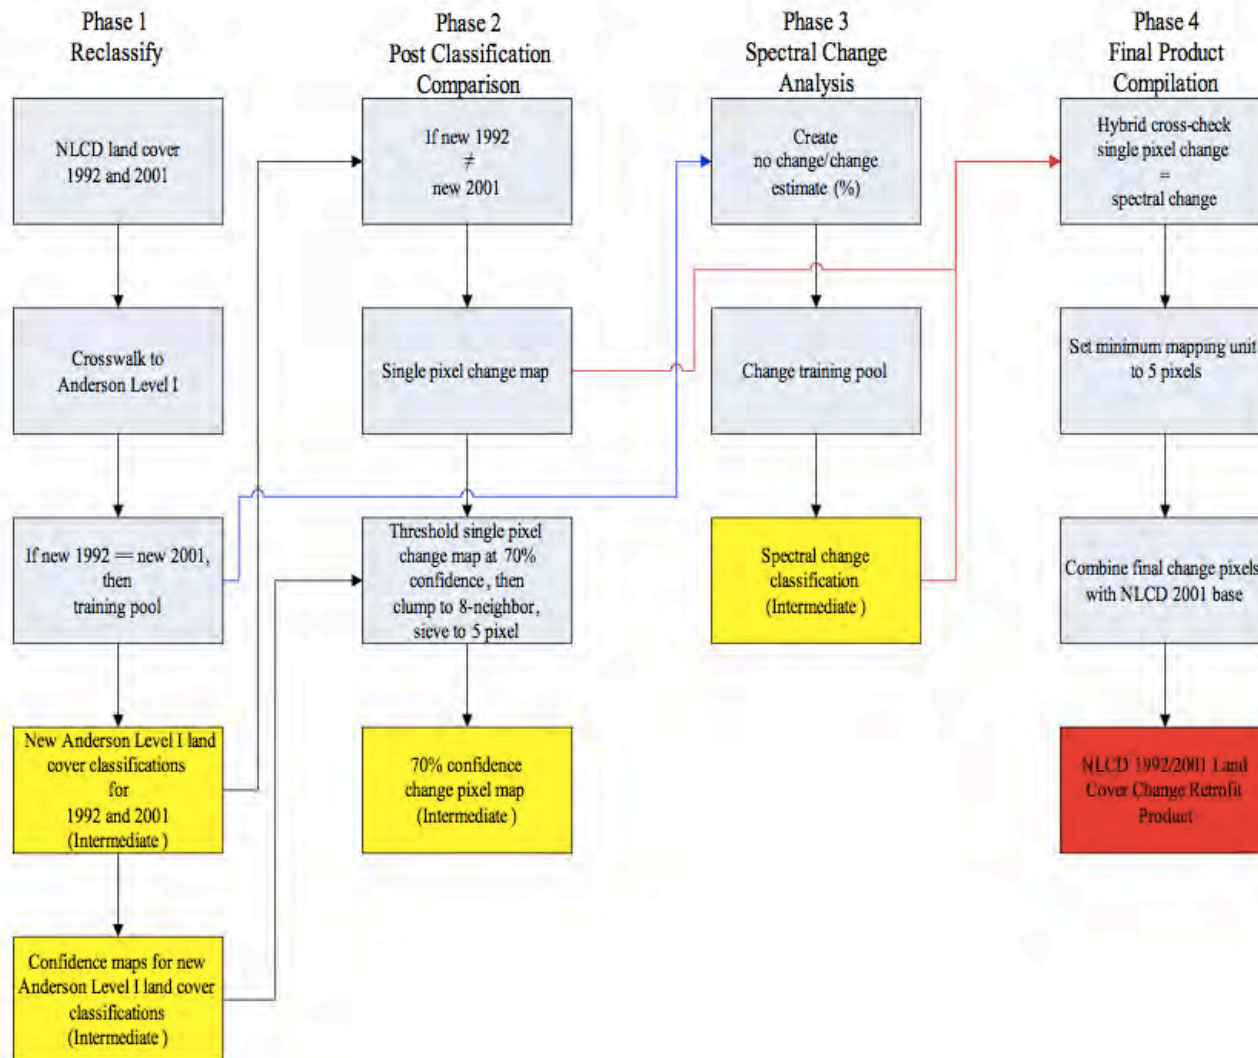 Phase 1
Reclassify
NLCD land cover
1992 and 2001
Crosswalk to
Anderson Level I
If new 1992 == new 2001,
then
training pool
New Anderson Level I land
cover classifications
for
1992 and 2001
(Intermediate )
Confidence maps for new
Anderson Level I land cover
classifications
(Intermediate )
Phase 2
Post Classification
Comparison
If new 1992
≠
new 2001
Single pixel change map
Threshold single pixel
change map at 70%
confidence, then
clump to 8-neighbor,
sieve to 5 pixel
70% confidence
change pixel map
(Intermediate )
Phase 3
Spectral Change
Analysis
Create
no change/change
estimate (%)
Change training pool
Spectral change
classification
(Intermediate )
Phase 4
Final Product
Compilation
Hybrid cross-check
single pixel change
=
spectral change
Set minimum mapping unit
to 5 pixels
Combine final change pixels
with NLCD 2001 base
NLCD 1992/2001 Land
Cover Change Retrofit
Product